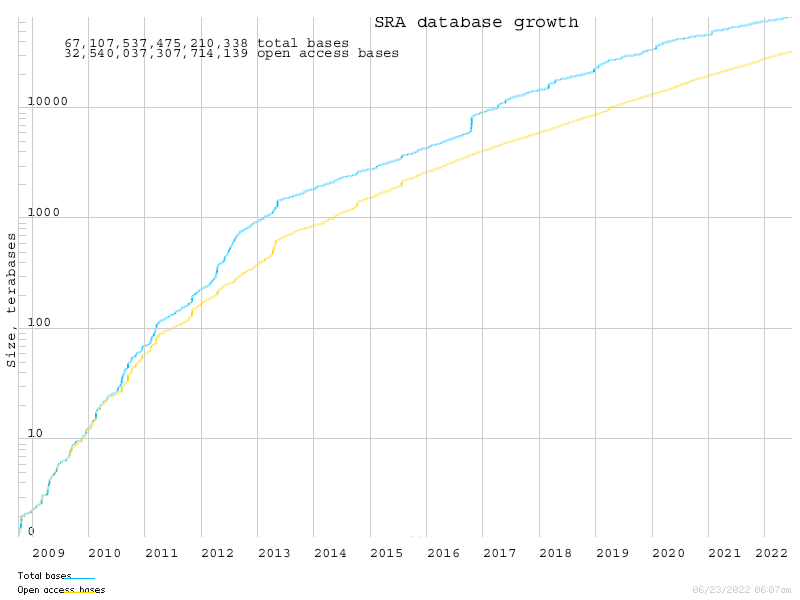 SRA database growth
67,107,537,475,210,338 total bases
32,540,037,307,714,139 open access bases
10000
1000
100
10
0
Size, terabases
2009 2010 2011 2012 2013 2014 2015 2016 2017 2018 2019 2020 2021 2022
Total bases
Open access bases
06/23/2022 06:07am